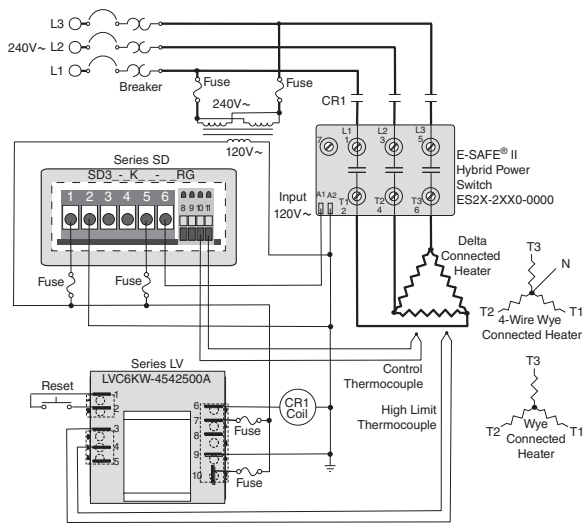 L3
240V~ L2
L1
Breaker
Fuse
Fuse
240V~
120V~
CR1
L1
L2
L3
7
1
3
5
T1
T2
T3
2
4
6
A1 A2
Input
120V~
E-SAFE® II
Hybrid Power
Switch
ES2X-2XX0-0000
Series SD
SD3 - K _ - _ RG
1 2 3 4 5 6
8 9 10 11
Fuse
Fuse
Delta
Connected
Heater
T3
N
T2
T1
4-Wire Wye
Connected Heater
Control
Thermocouple
High Limit
Thermocouple
T3
T2
T1
Wye
Connected
Heater
Series LV
LVC6KW-4542500A
Reset
1
2
3
4
5
6
7
8
9
10
CR1
Coil
Fuse
Fuse